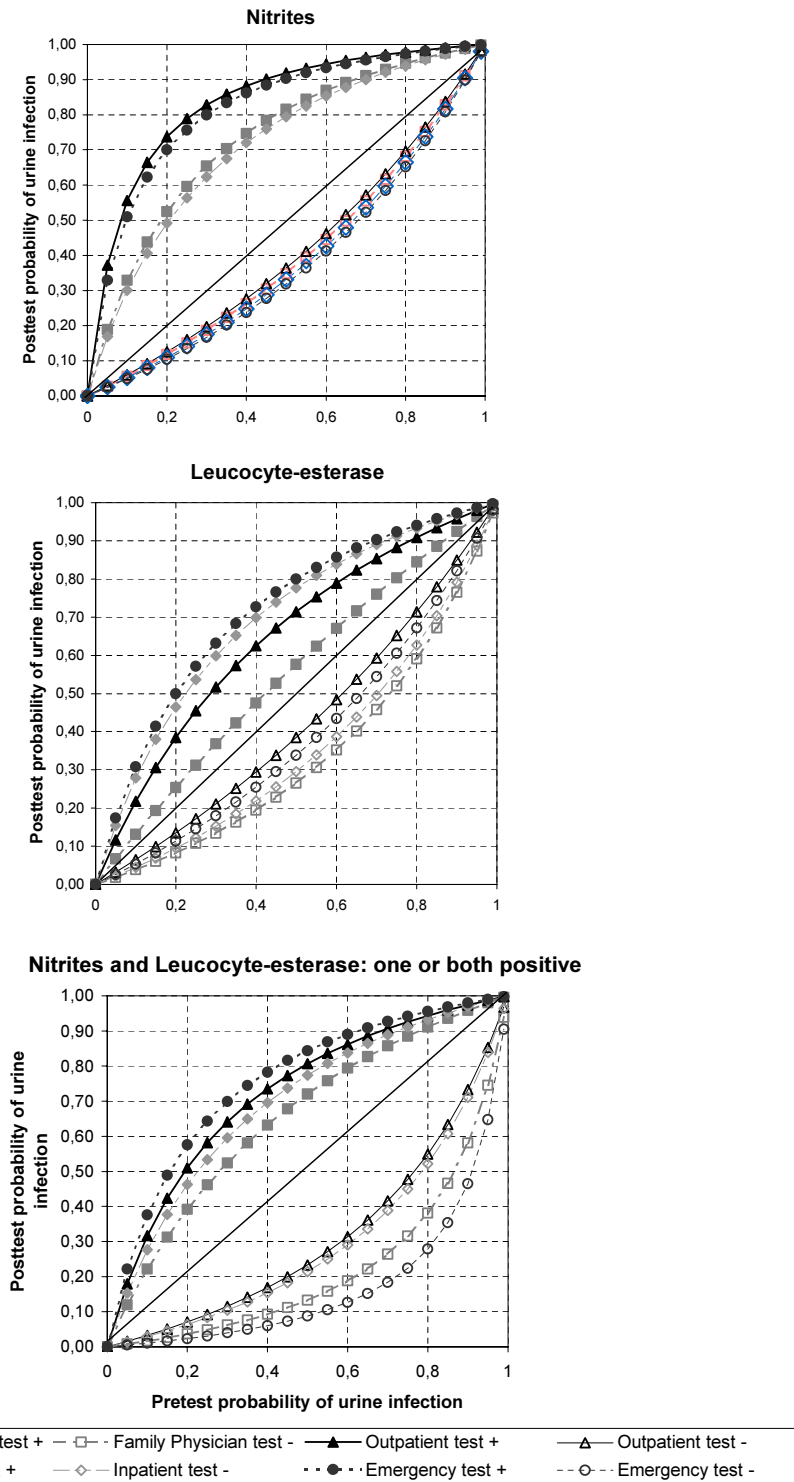 Nitrites
Posttest probability of urine infection
1,00
0,90
0,80
0,70
0,60
0,50
0,40
0,30
0,20
0,10
0,00
0 0,2 0,4 0,6 0,8 1
Leucocyte-esterase
Posttest probability of urine infection
1,00
0,90
0,80
0,70
0,60
0,50
0,40
0,30
0,20
0,10
0,00
0 0,2 0,4 0,6 0,8 1
Nitrites and Leucocyte-esterase: one or both positive
Posttest probability of urine
infection
1,00
0,90
0,80
0,70
0,60
0,50
0,40
0,30
0,20
0,10
0,00
0 0,2 0,4 0,6 0,8 1
Pretest probability of urine infection
test + Family Physician test - Outpatient test + Outpatient test -
+ Inpatient test - Emergency test + Emergency test -